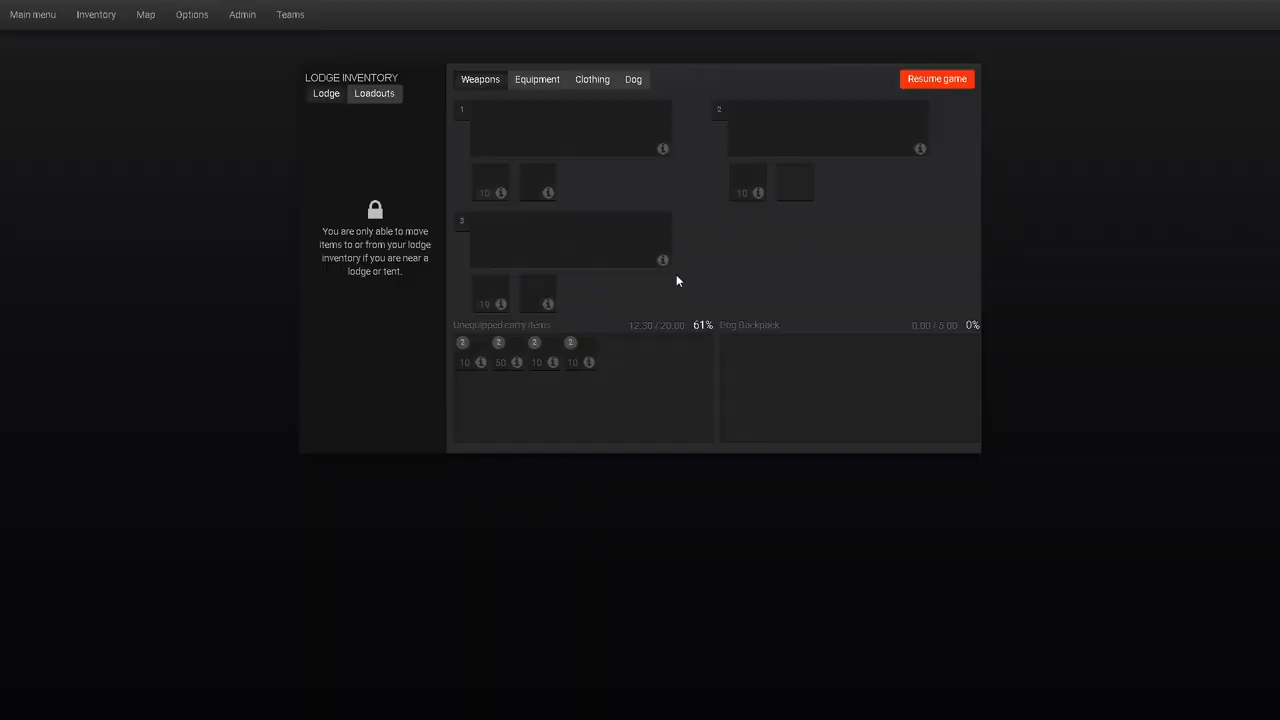 Main menu Inventory Map Options Admin Teams
LODGE INVENTORY
Lodge Loadouts
You are only able to move
items to or from your lodge
inventory if you are near a
lodge or tent.
Weapons Equipment Clothing Dog
Resume game
1
2
10
10
3
19
Unequipped carry items 12.30 / 20.00 61%
Dog Backpack 0.00 / 5.00 0%
2 2 2 2
10 50 10 10